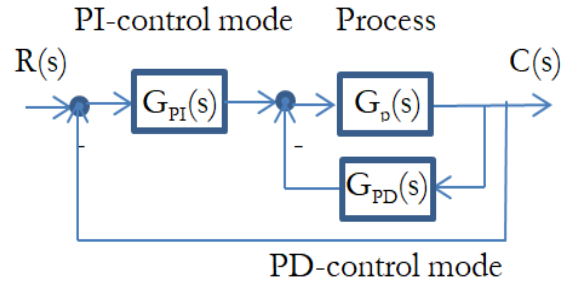 PI-control mode Process
R(s) C(s)
G_PI(s) G_p(s)
- -
G_PD(s)
PD-control mode